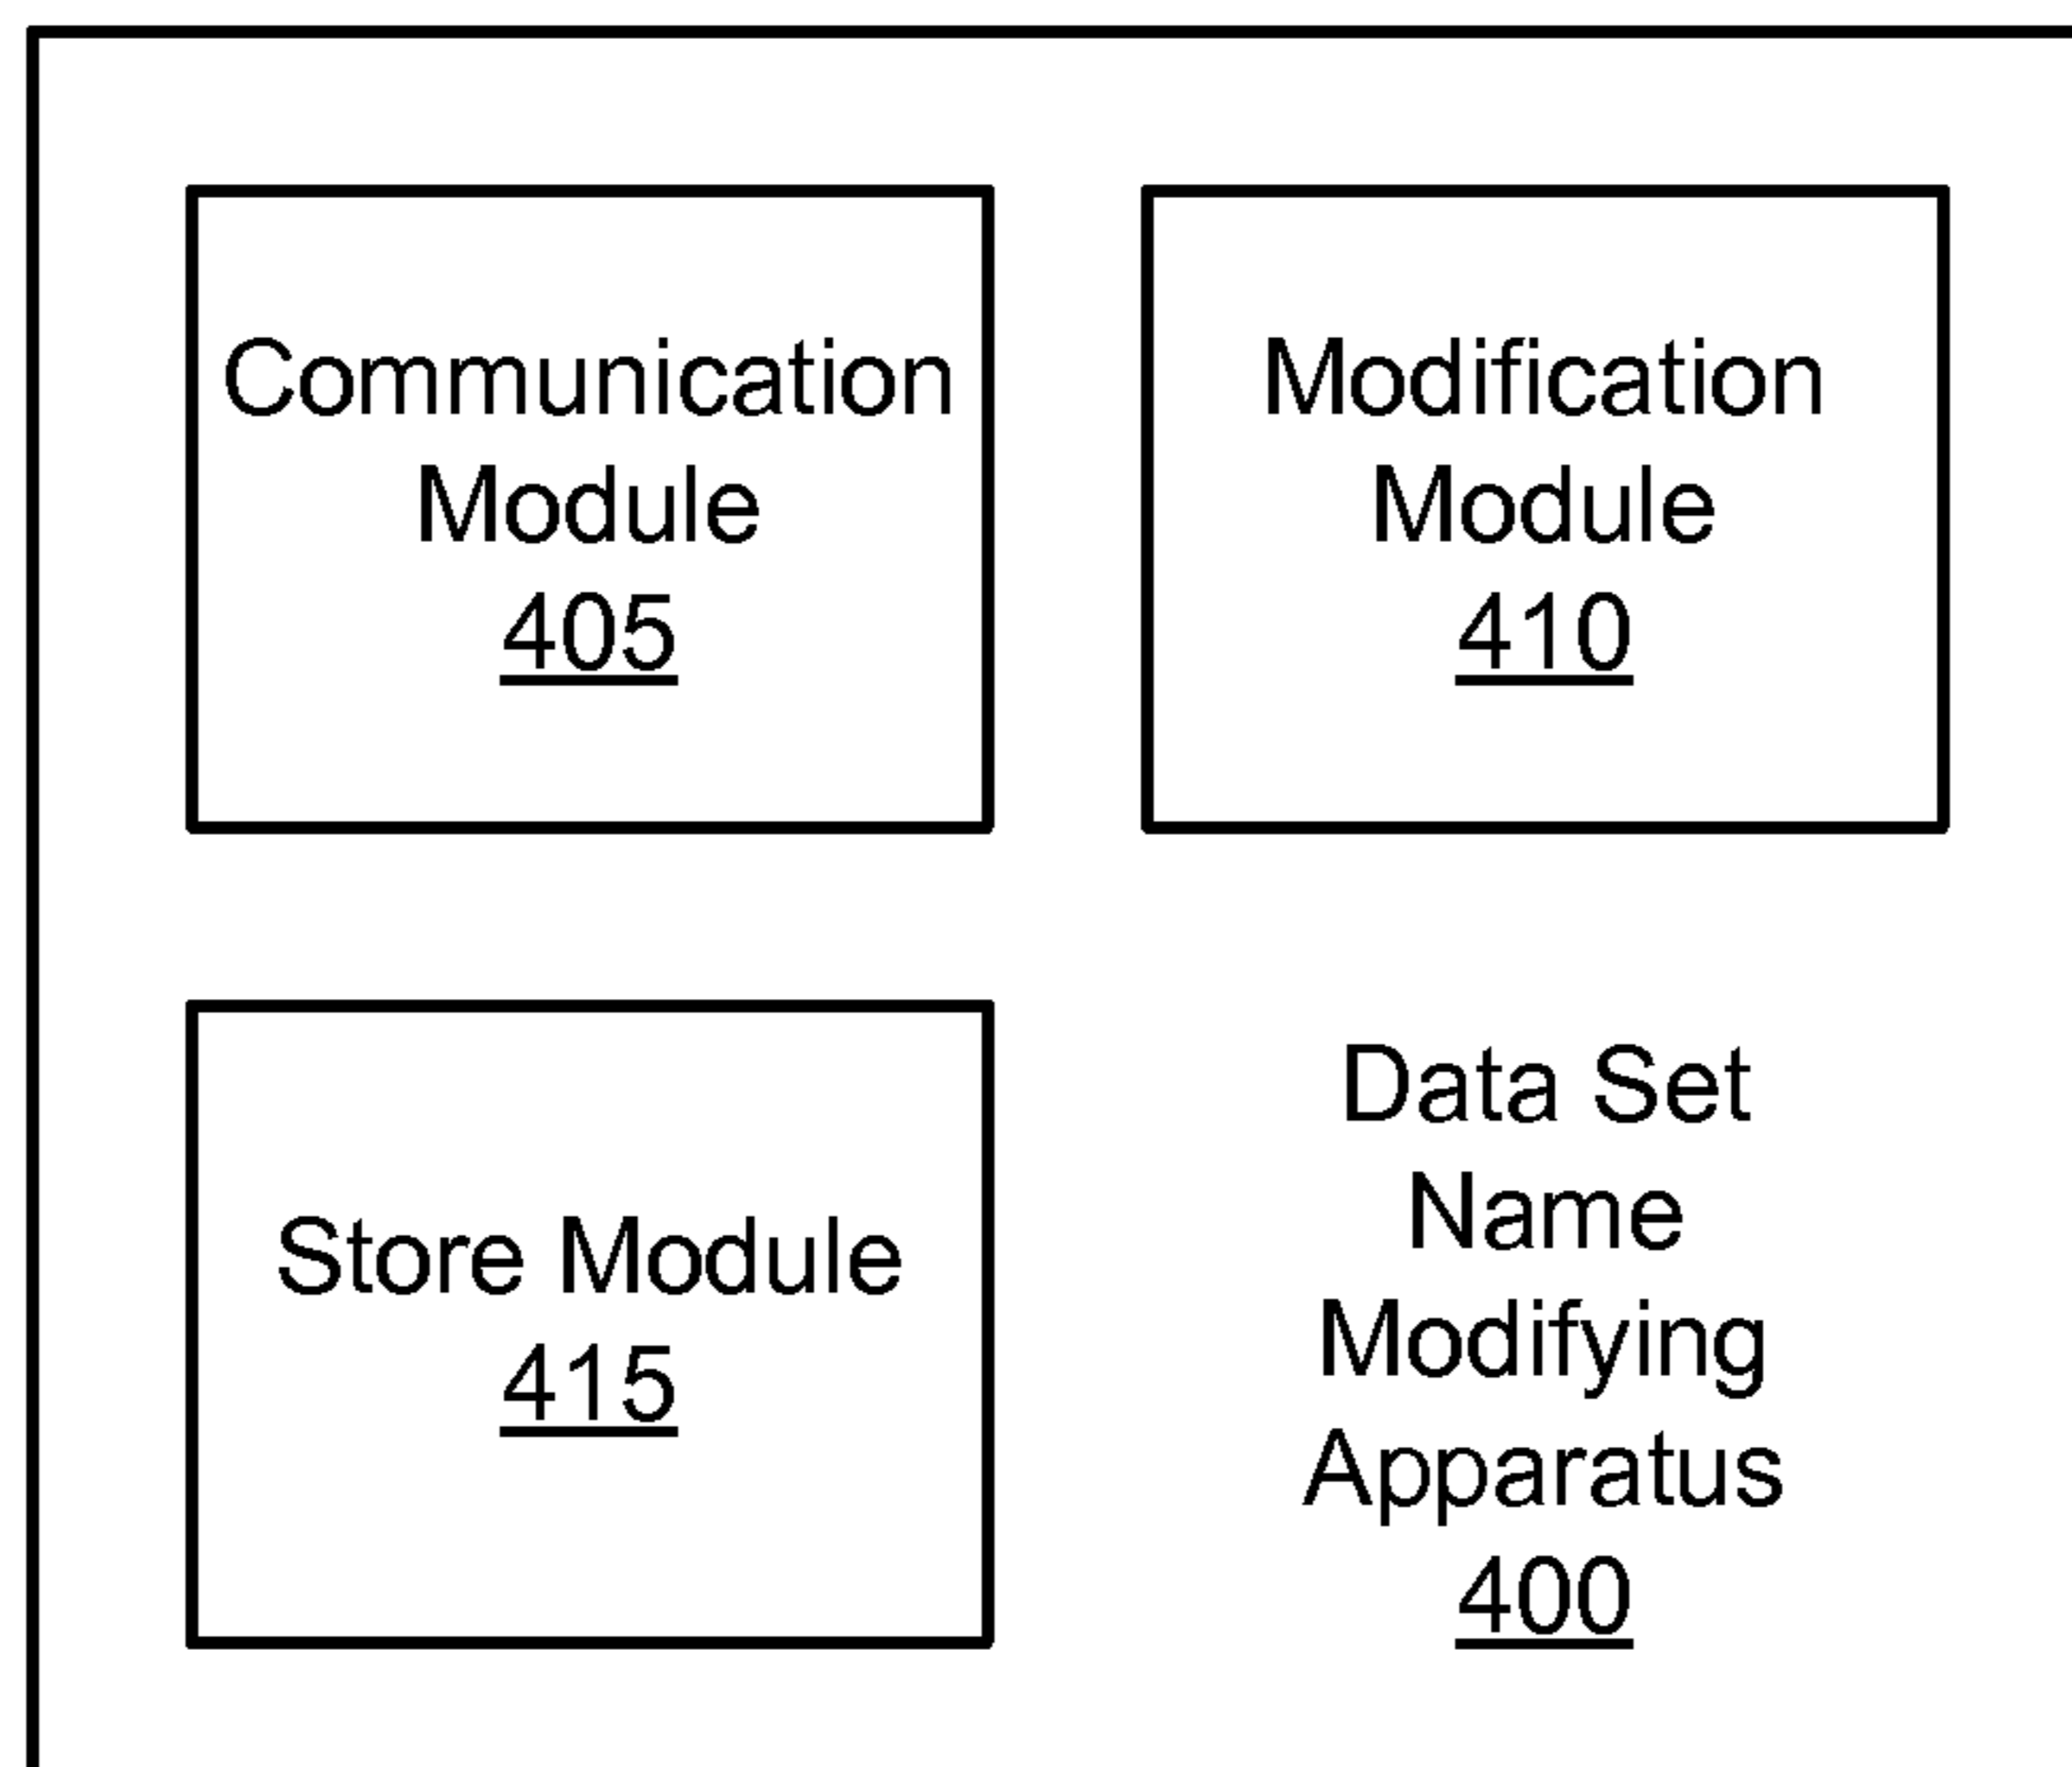 Communication
Module
405
Modification
Module
410
Store Module
415
Data Set
Name
Modifying
Apparatus
400